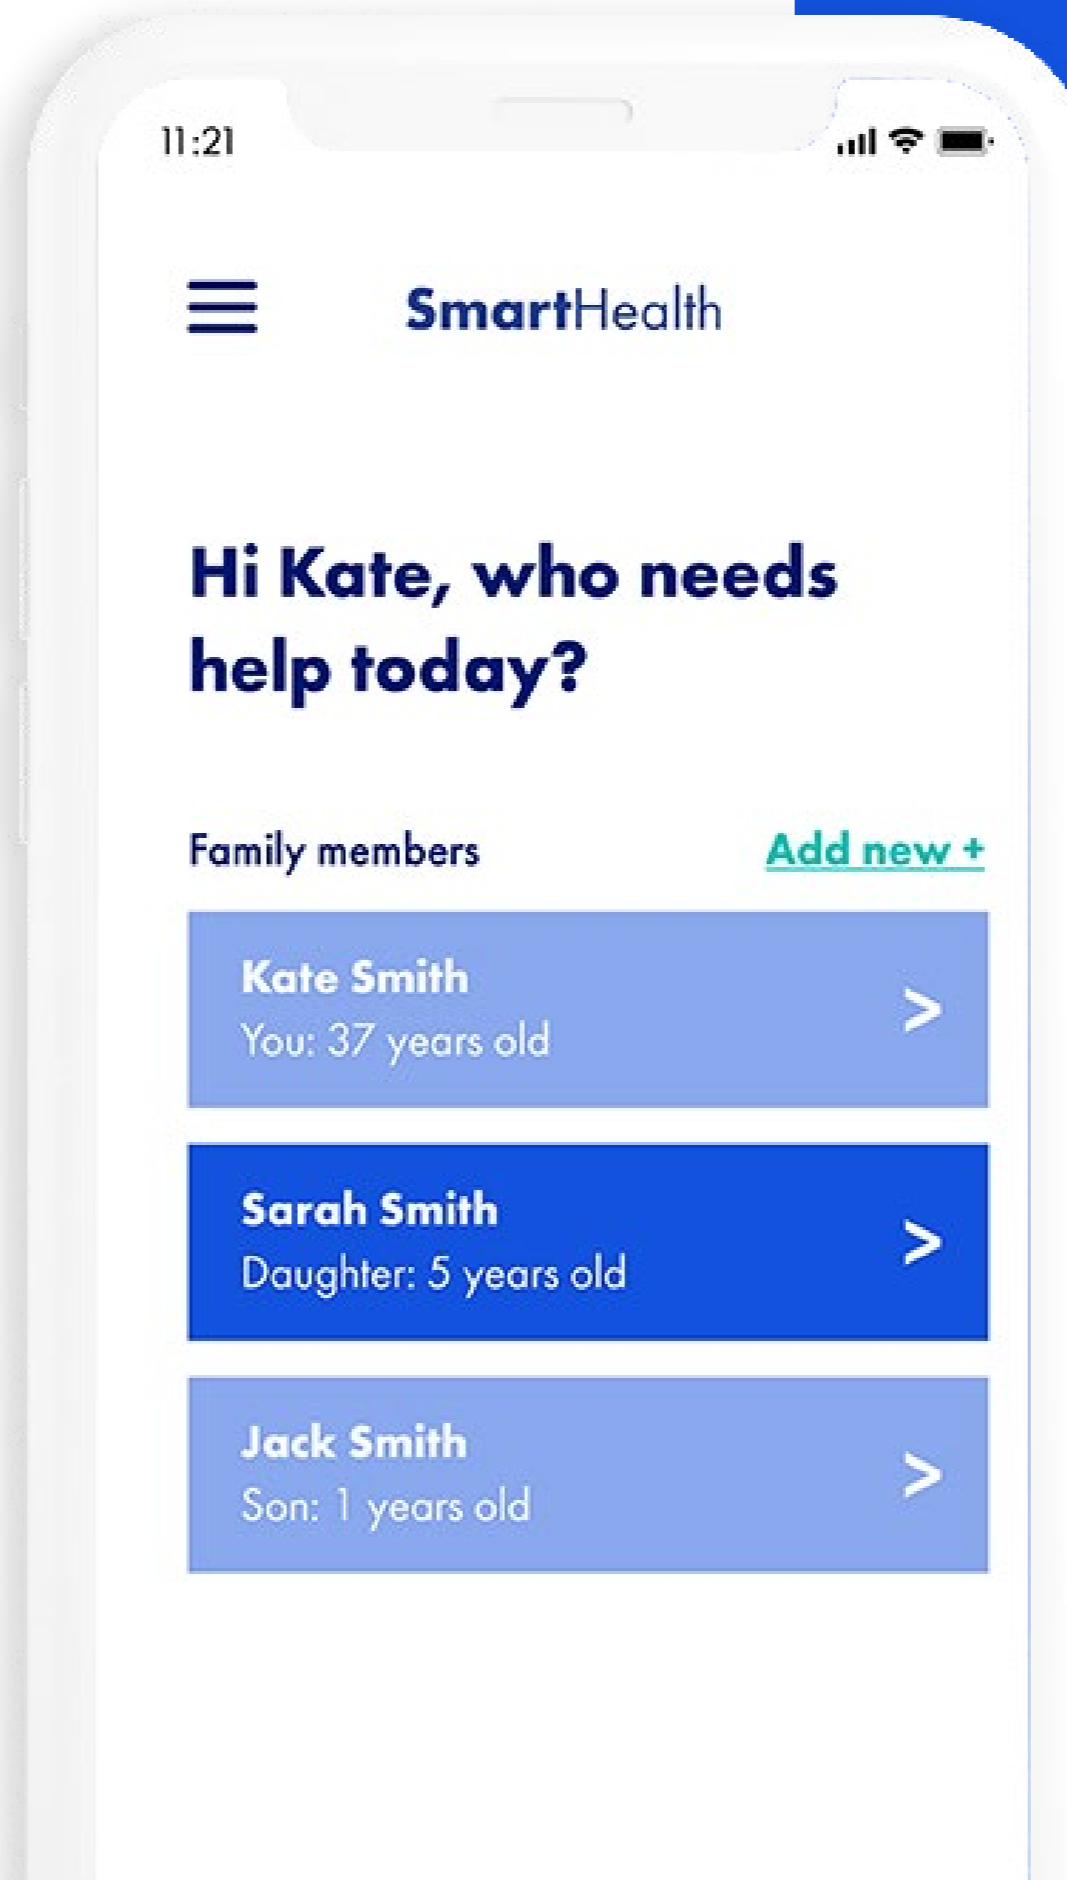 11:21
SmartHealth
Hi Kate, who needs
help today?
Family members
Add new +
Kate Smith
You: 37 years old
>
Sarah Smith
Daughter: 5 years old
>
Jack Smith
Son: 1 years old
>